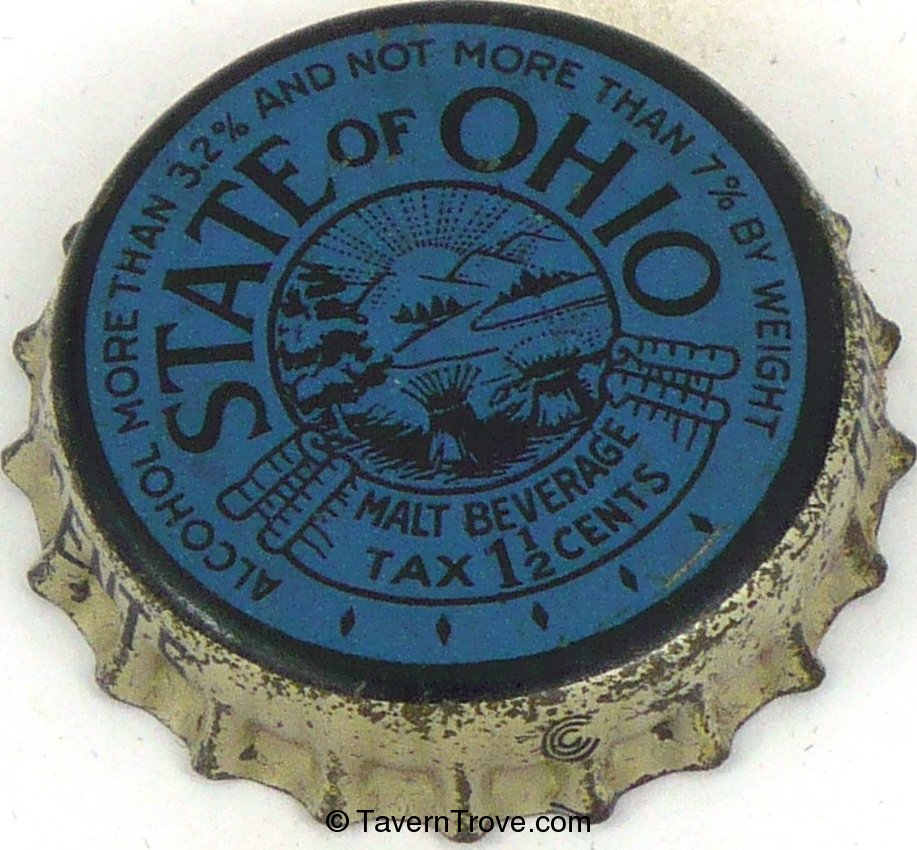 ALCOHOL MORE THAN 3.2% AND NOT MORE THAN 7% BY WEIGHT
STATE OF OHIO
MALT BEVERAGE
TAX 1½ CENTS
© TavernTrove.com